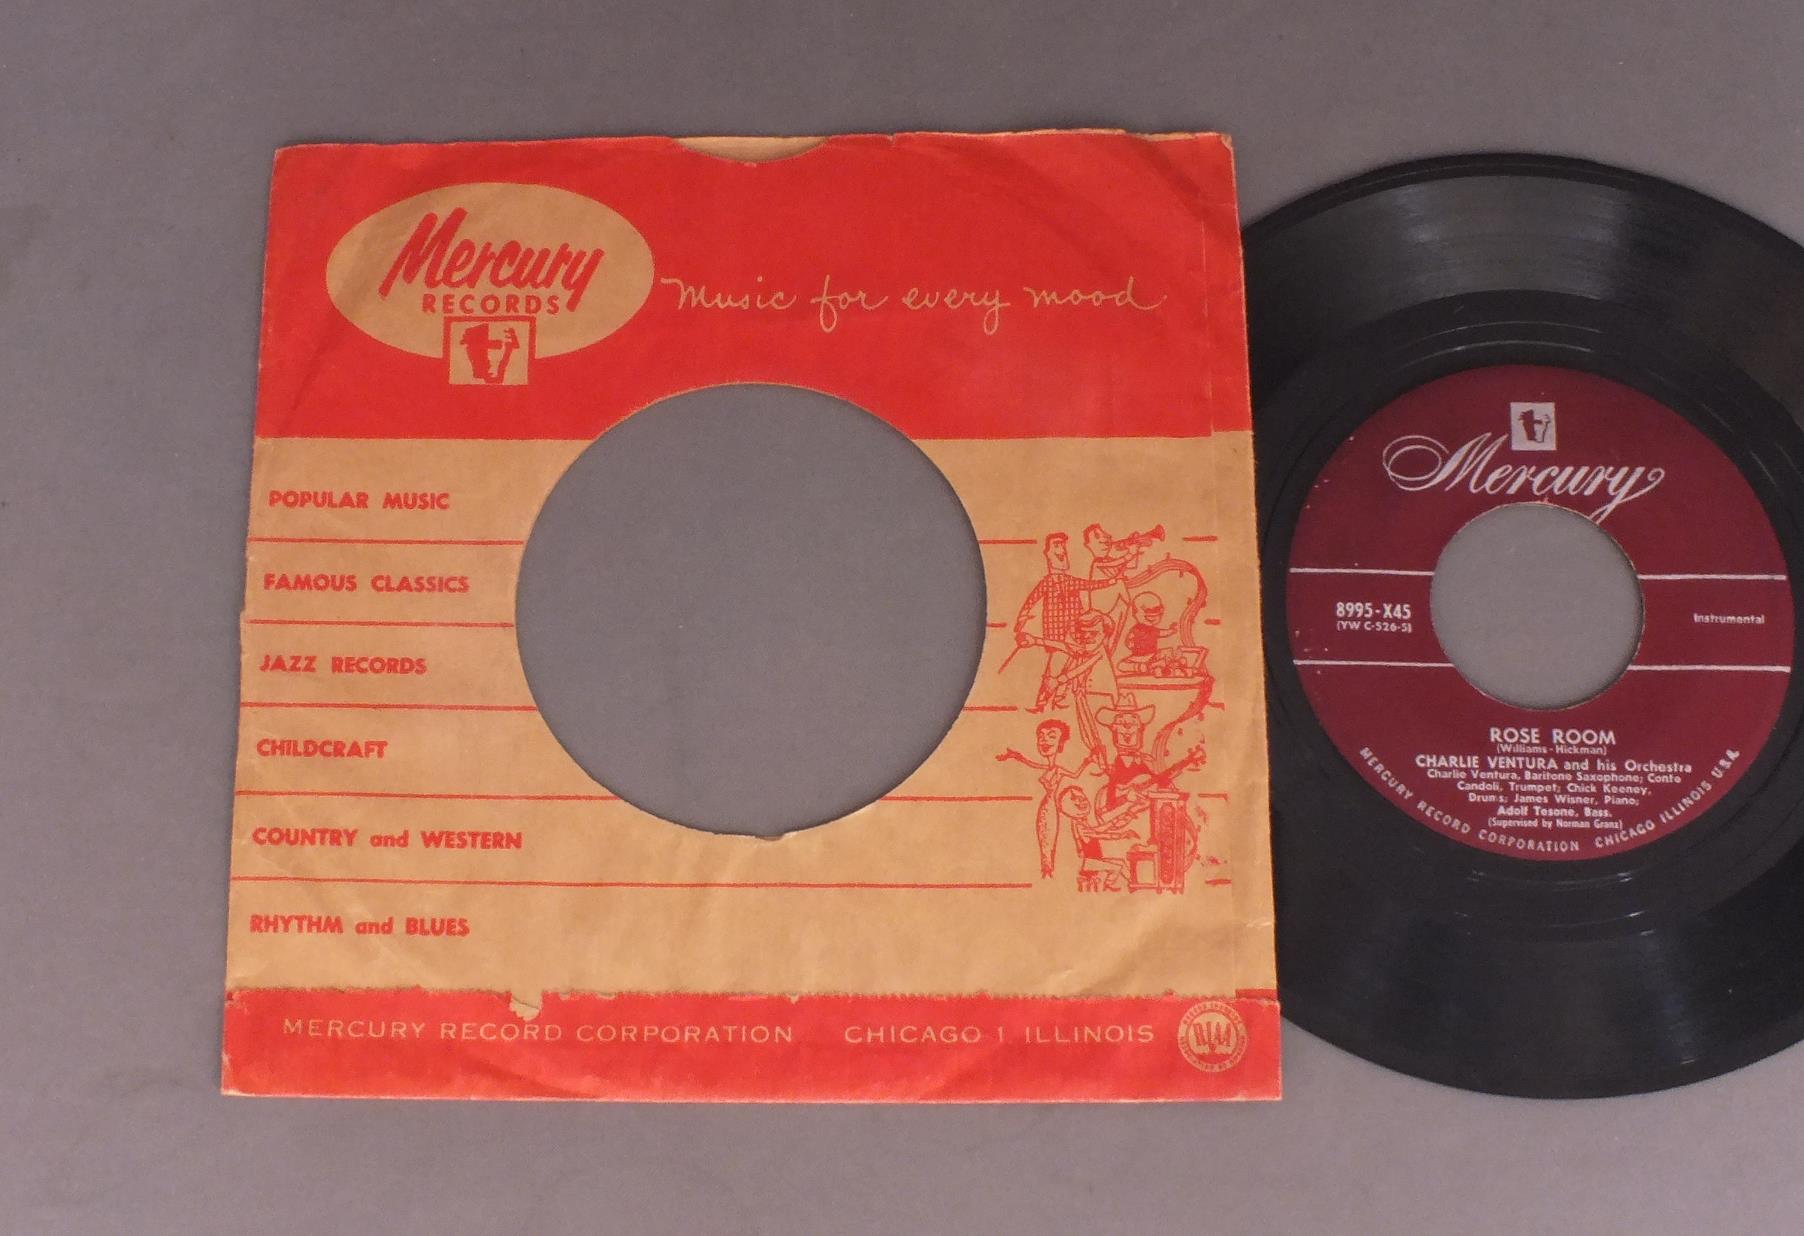 Mercury
RECORDS
Music for every mood
POPULAR MUSIC
FAMOUS CLASSICS
JAZZ RECORDS
CHILDCRAFT
COUNTRY and WESTERN
RHYTHM and BLUES
MERCURY RECORD CORPORATION CHICAGO 1, ILLINOIS
RIAA
Mercury
8995-X45
(YW C-526-5)
Instrumental
ROSE ROOM
(Williams-Hickman)
CHARLIE VENTURA and his Orchestra
Charlie Ventura, Baritone Saxophone; Conte
Candoli, Trumpet; Chick Keeney,
Drums; James Wisner, Piano;
Adolf Tesone, Bass.
(Supervised by Norman Granz)
MERCURY RECORD CORPORATION CHICAGO ILLINOIS U.S.A.